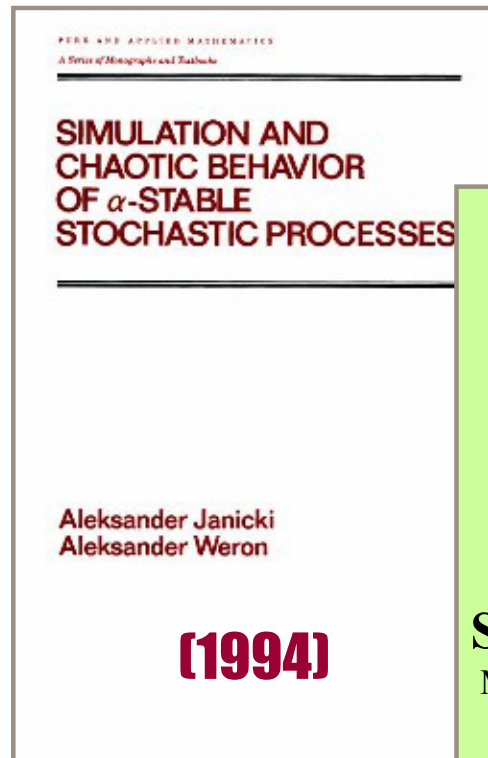 PURE AND APPLIED MATHEMATICS
A Series of Monographs and Textbooks
SIMULATION AND
CHAOTIC BEHAVIOR
OF α-STABLE
STOCHASTIC PROCESSES
Aleksander Janicki
Aleksander Weron
(1994)
S